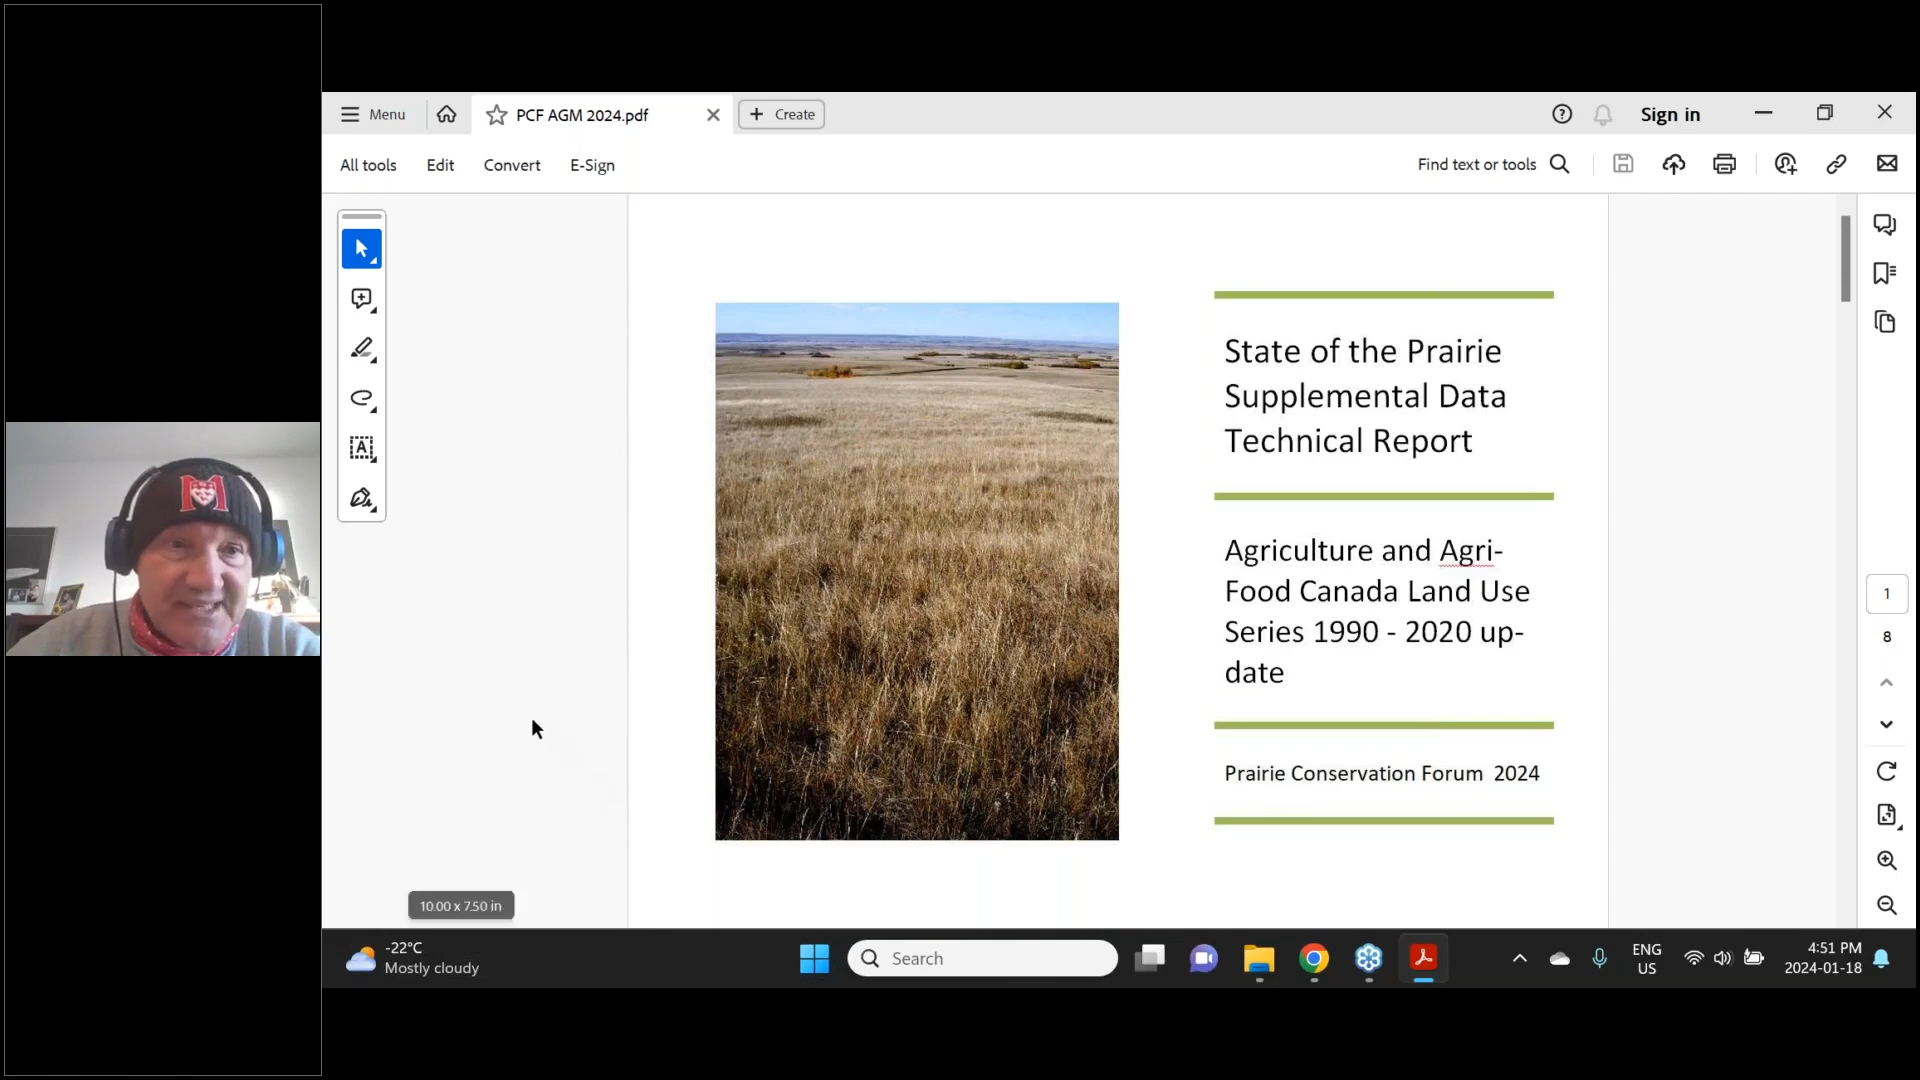 Menu
PCF AGM 2024.pdf
Create
Sign in
All tools
Edit
Convert
E-Sign
Find text or tools
M
State of the Prairie
Supplemental Data
Technical Report
Agriculture and Agri-
Food Canada Land Use
Series 1990 - 2020 up-
date
Prairie Conservation Forum 2024
1
8
10.00 x 7.50 in
-22°C
Mostly cloudy
Search
ENG
US
4:51 PM
2024-01-18